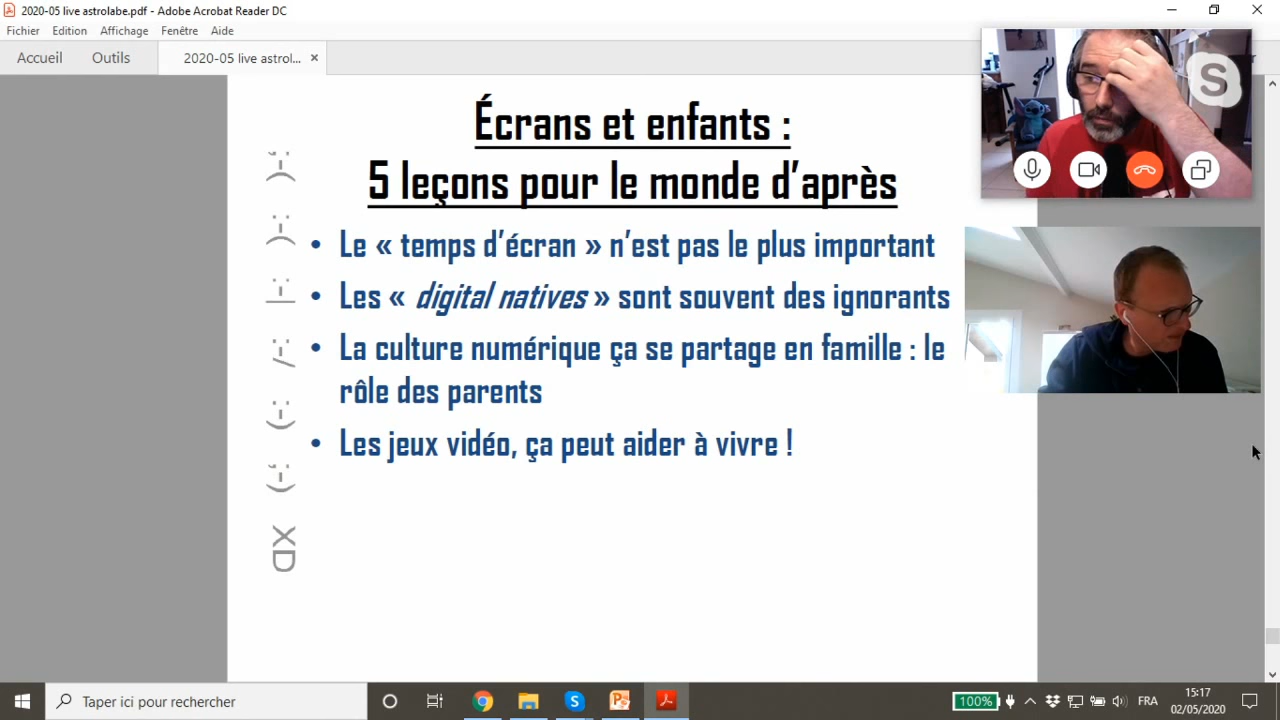 2020-05 live astrolabe.pdf - Adobe Acrobat Reader DC
Fichier Edition Affichage Fenêtre Aide
Accueil Outils 2020-05 live astrol... ×
Écrans et enfants :
5 leçons pour le monde d’après
• Le « temps d’écran » n’est pas le plus important
• Les « digital natives » sont souvent des ignorants
• La culture numérique ça se partage en famille : le
rôle des parents
• Les jeux vidéo, ça peut aider à vivre !
;-(
:-(
:-|
:-/
:-)
;-)
XD
S
Taper ici pour rechercher
100%
FRA
15:17
02/05/2020